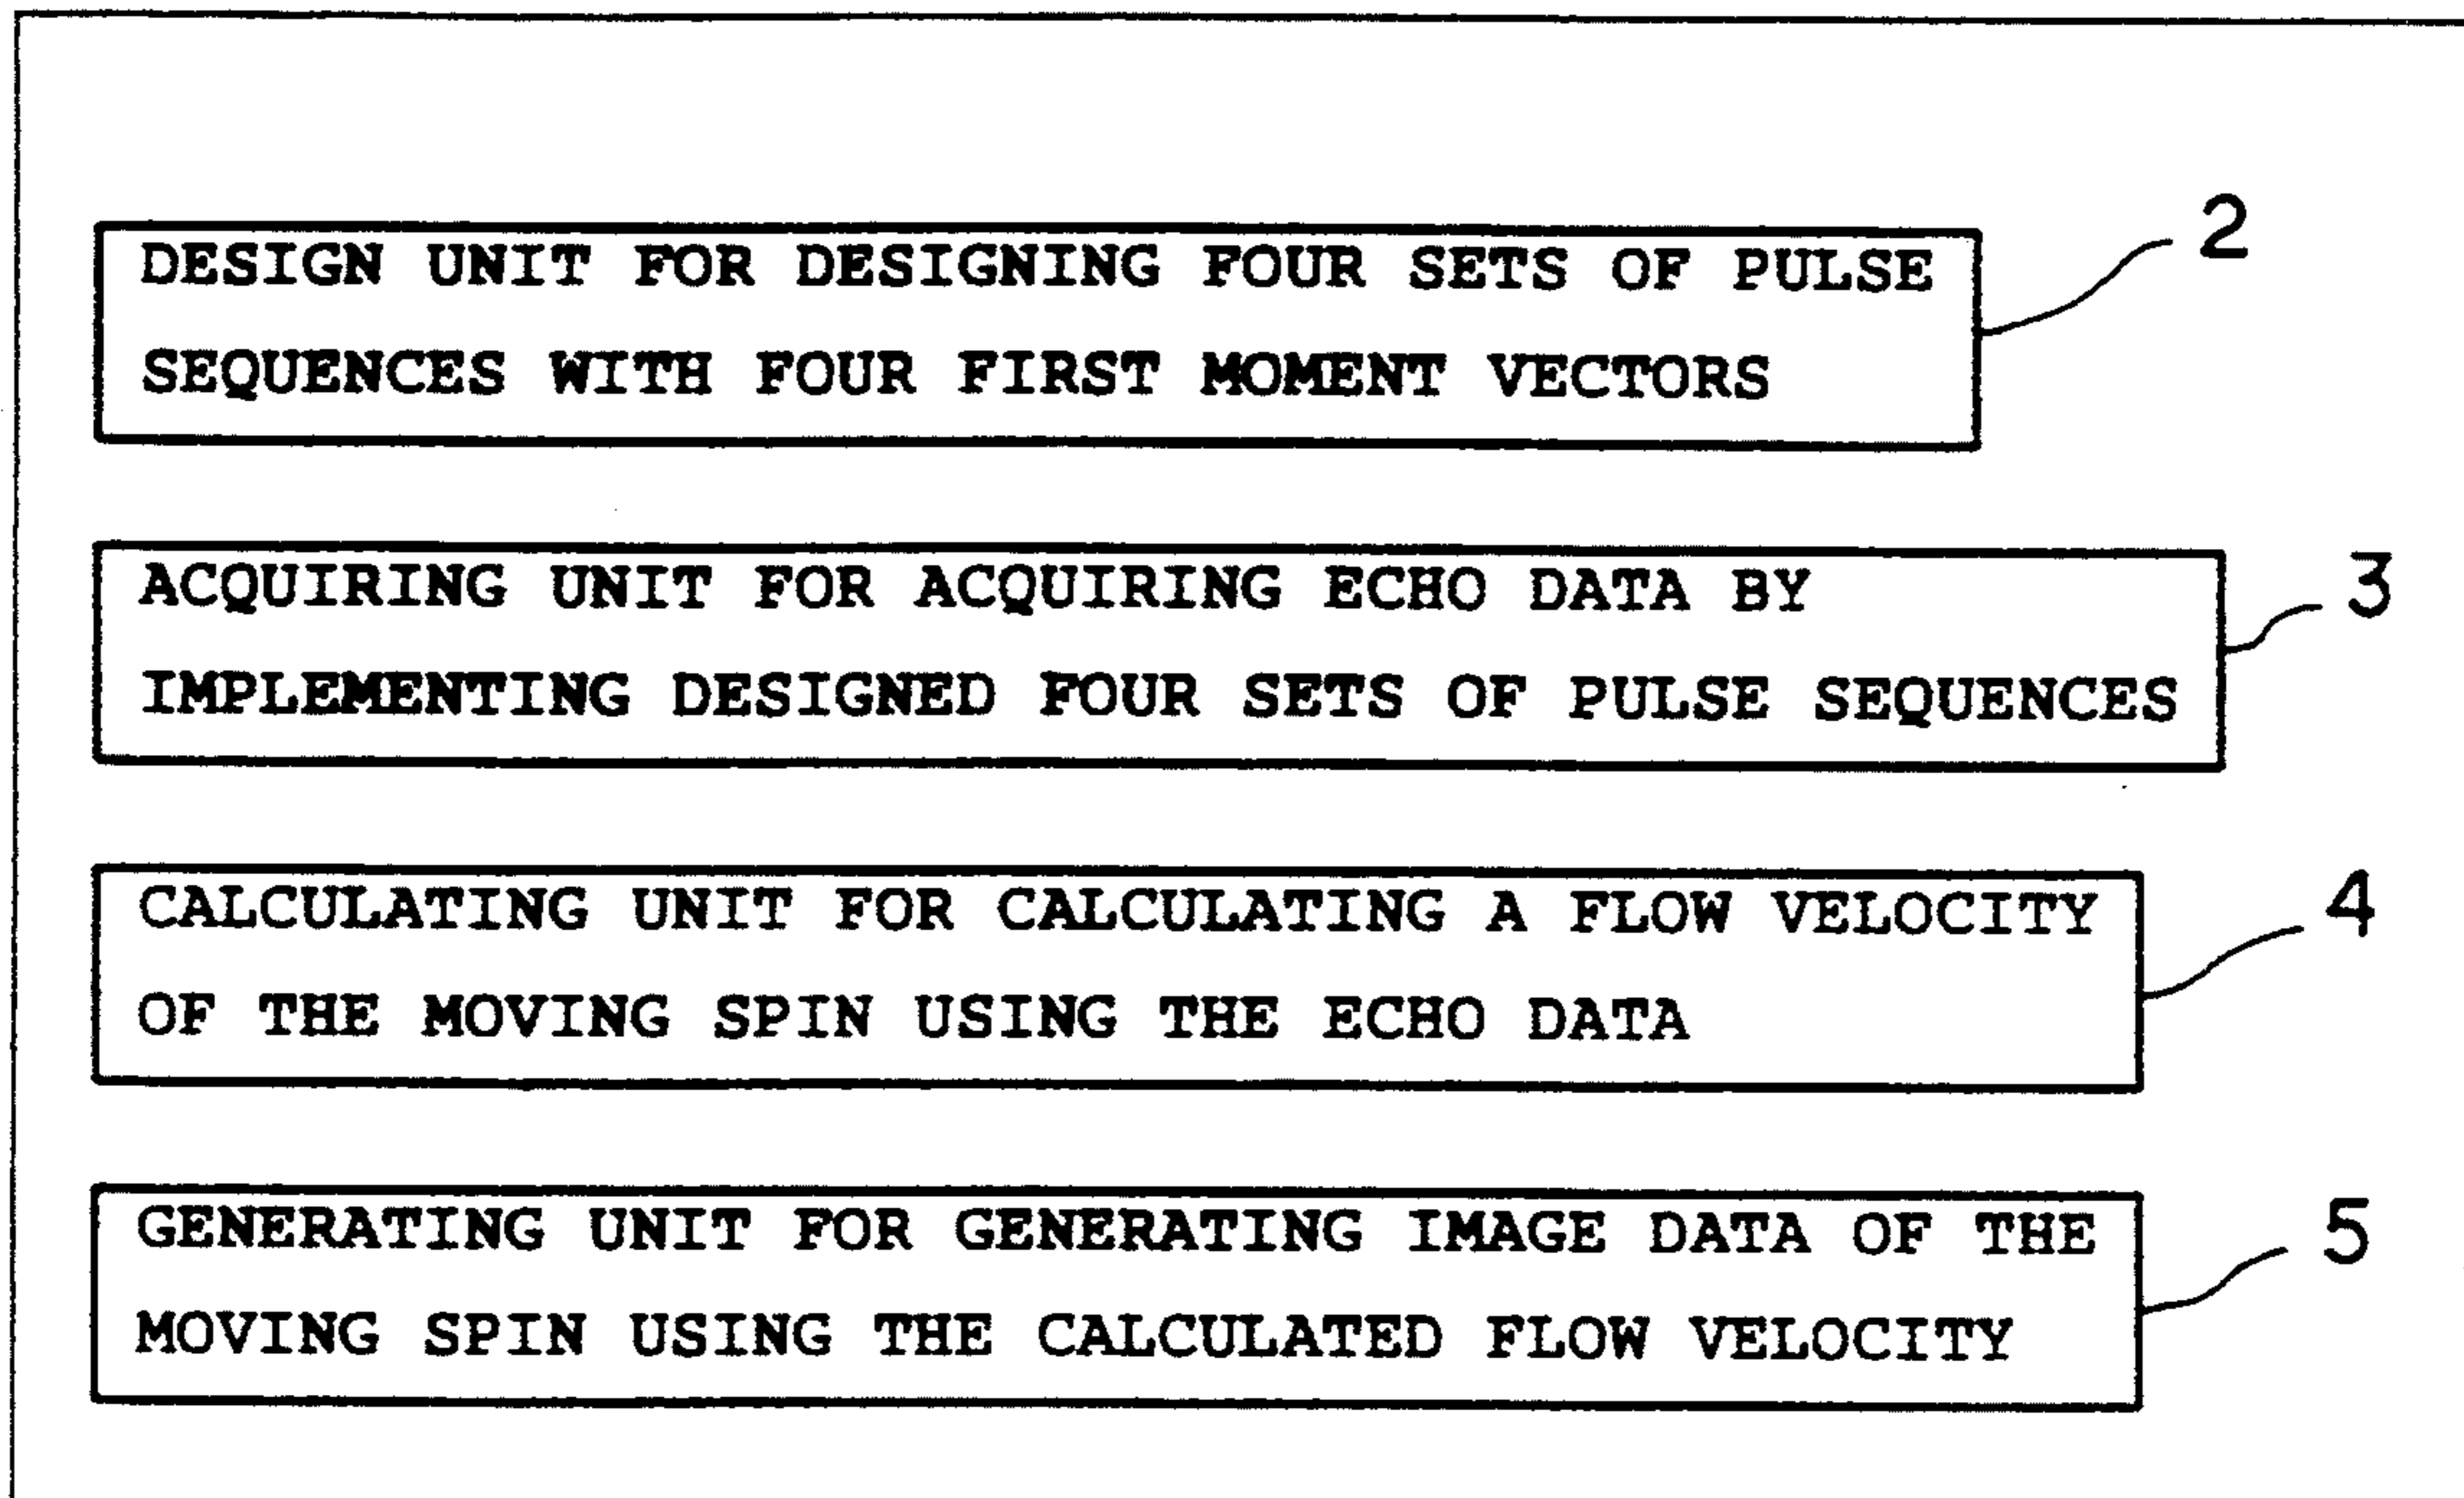 DESIGN UNIT FOR DESIGNING FOUR SETS OF PULSE
SEQUENCES WITH FOUR FIRST MOMENT VECTORS
2
ACQUIRING UNIT FOR ACQUIRING ECHO DATA BY
IMPLEMENTING DESIGNED FOUR SETS OF PULSE SEQUENCES
3
CALCULATING UNIT FOR CALCULATING A FLOW VELOCITY
OF THE MOVING SPIN USING THE ECHO DATA
4
GENERATING UNIT FOR GENERATING IMAGE DATA OF THE
MOVING SPIN USING THE CALCULATED FLOW VELOCITY
5